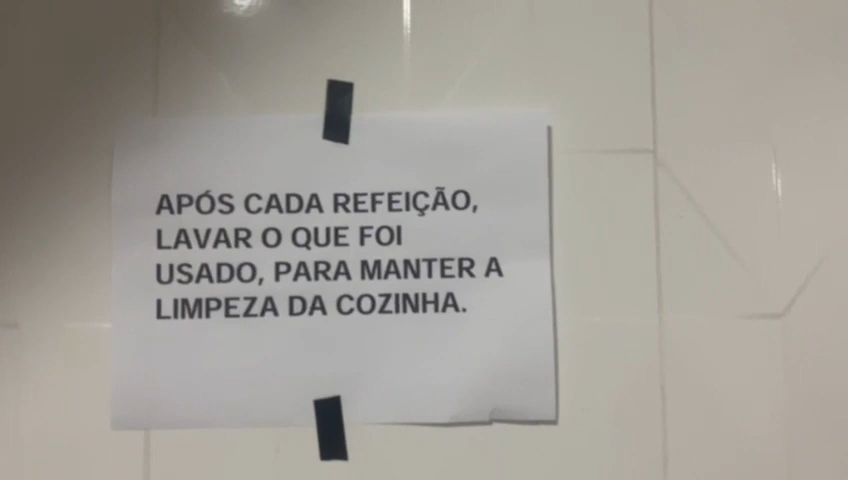 APÓS CADA REFEIÇÃO,
LAVAR O QUE FOI
USADO, PARA MANTER A
LIMPEZA DA COZINHA.